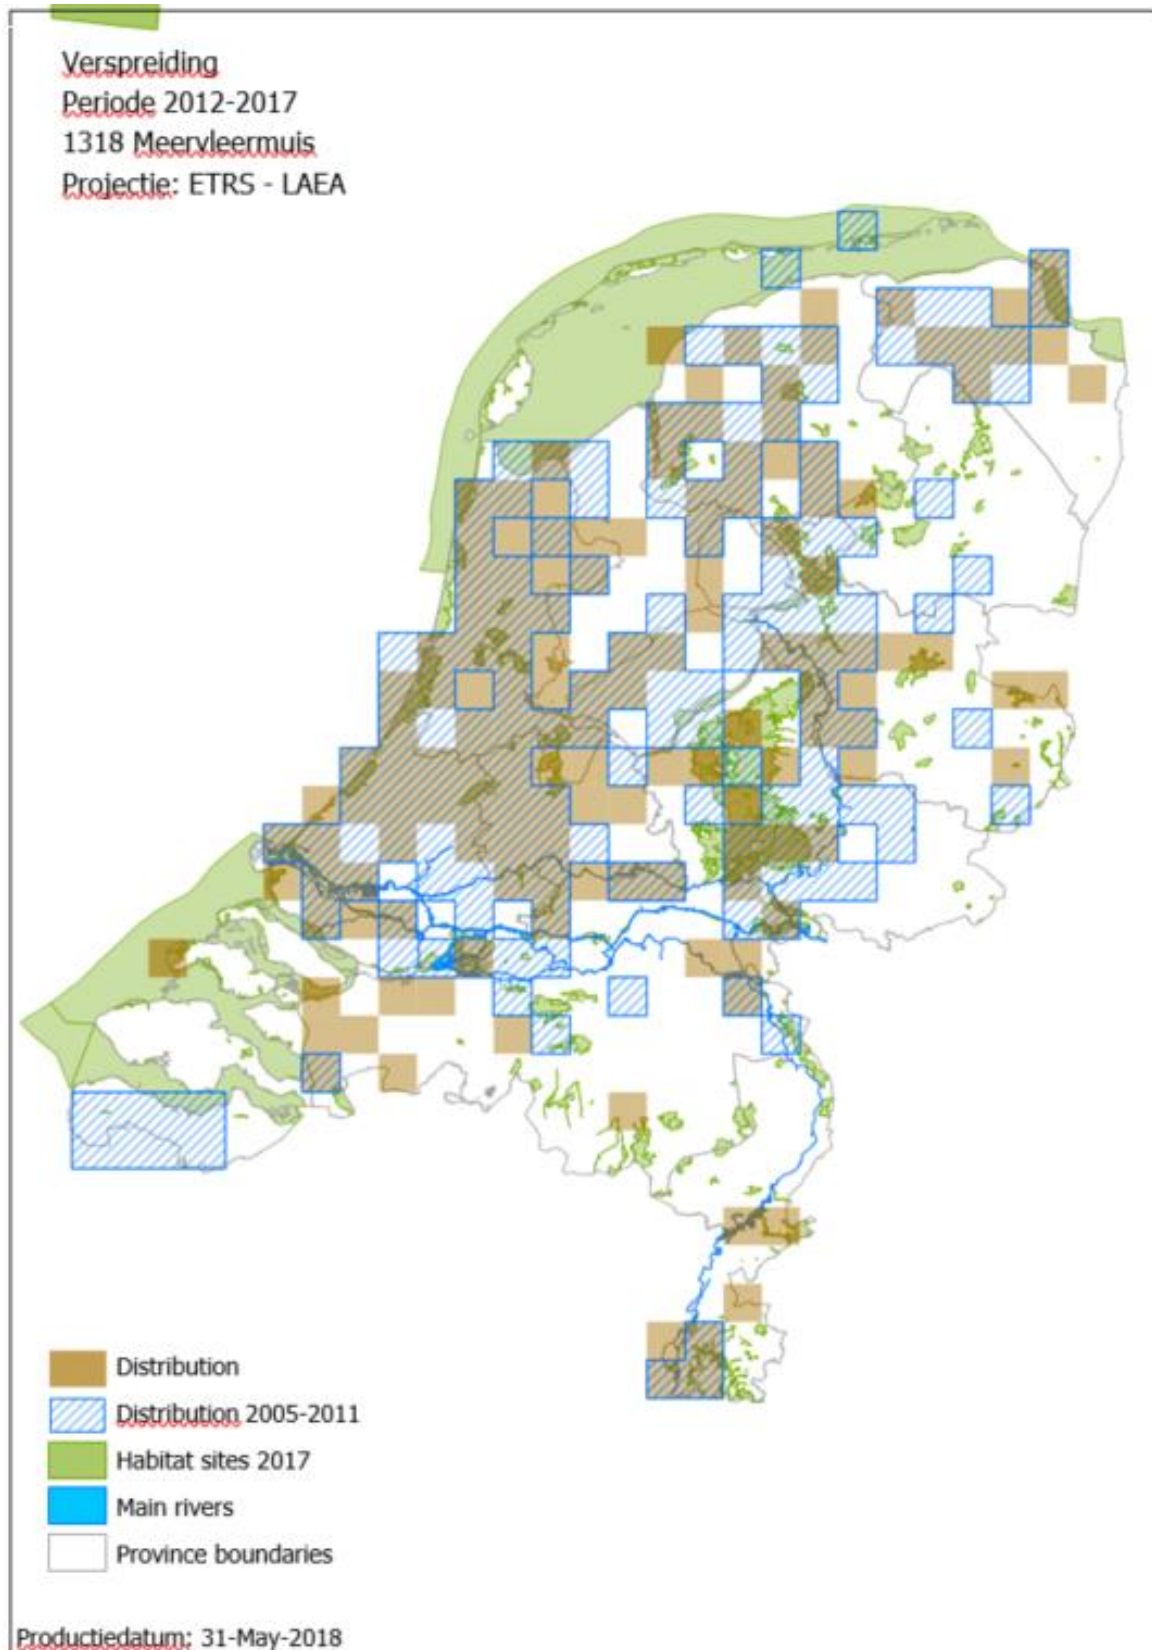 Verspreiding
Periode 2012-2017
1318 Meervleermuis
Projectie: ETRS - LAEA
Distribution
Distribution 2005-2011
Habitat sites 2017
Main rivers
Province boundaries
Productiedatum: 31-May-2018